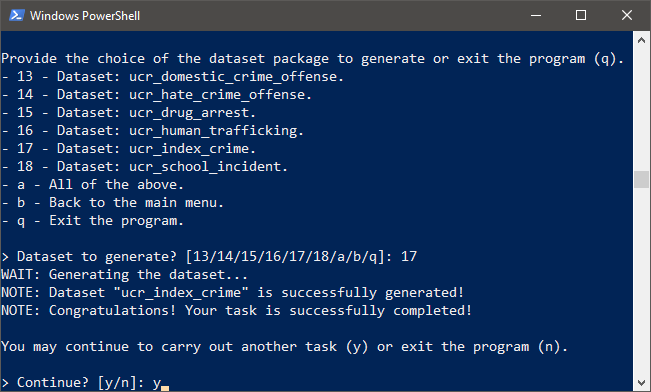 Windows PowerShell
Provide the choice of the dataset package to generate or exit the program (q).
- 13 - Dataset: ucr_domestic_crime_offense.
- 14 - Dataset: ucr_hate_crime_offense.
- 15 - Dataset: ucr_drug_arrest.
- 16 - Dataset: ucr_human_trafficking.
- 17 - Dataset: ucr_index_crime.
- 18 - Dataset: ucr_school_incident.
- a - All of the above.
- b - Back to the main menu.
- q - Exit the program.
> Dataset to generate? [13/14/15/16/17/18/a/b/q]: 17
WAIT: Generating the dataset...
NOTE: Dataset "ucr_index_crime" is successfully generated!
NOTE: Congratulations! Your task is successfully completed!
You may continue to carry out another task (y) or exit the program (n).
> Continue? [y/n]: y